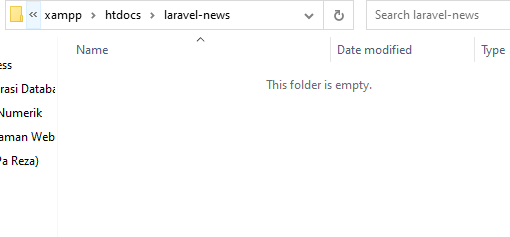 xampp htdocs laravel-news Search laravel-news
Name Date modified Type
This folder is empty.
ess
rasi Databa
Numerik
aman Web
Pa Reza)